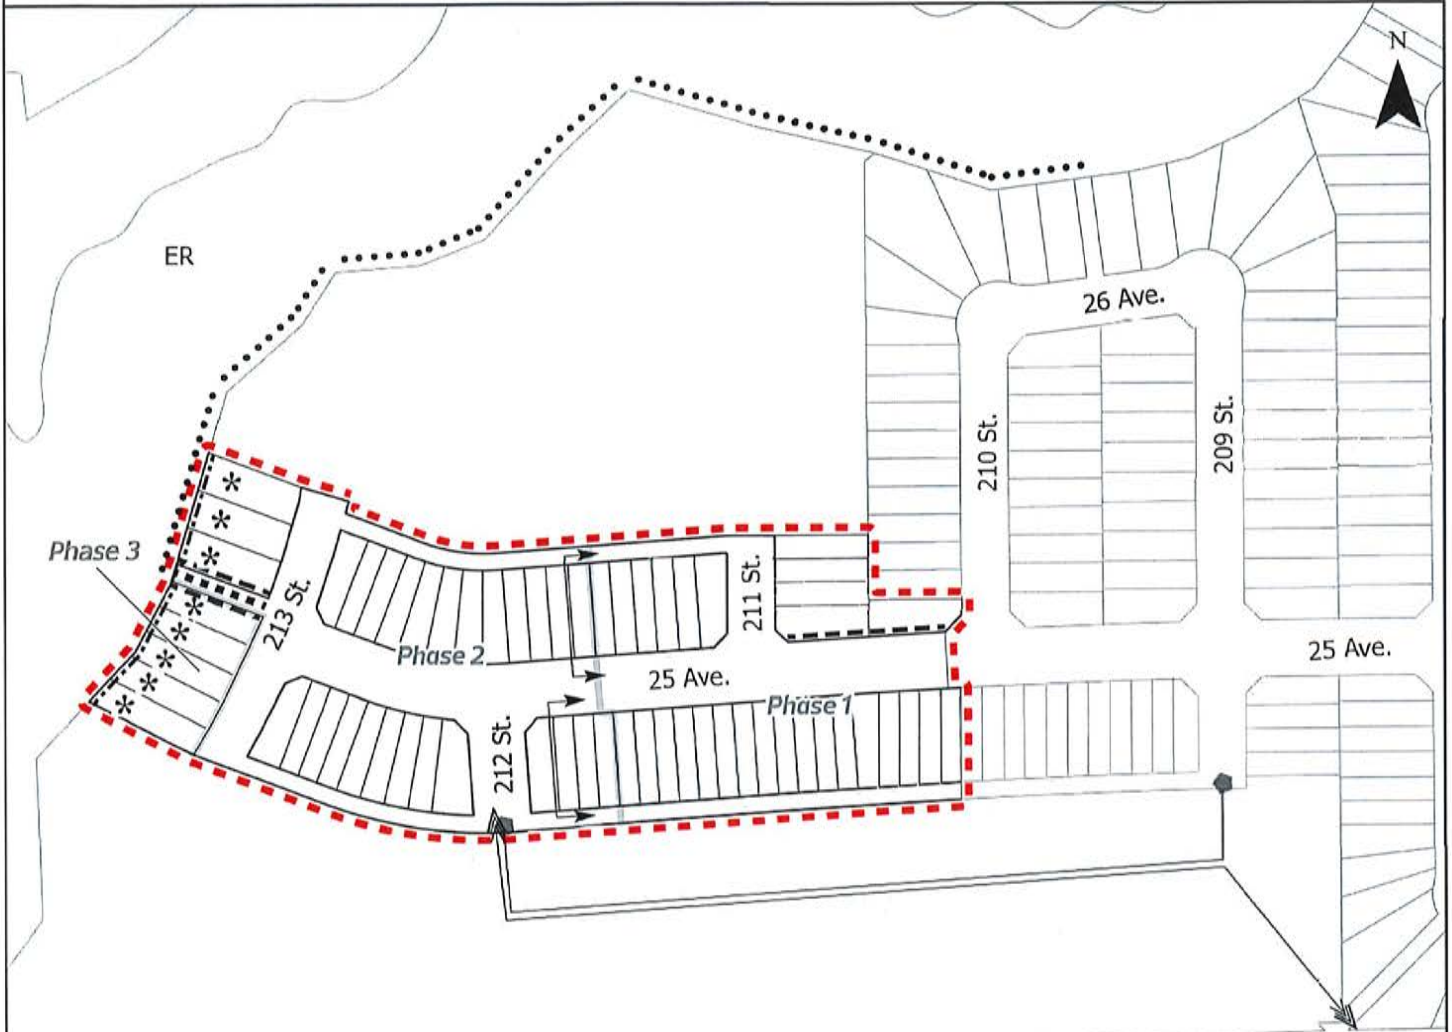 N
ER
26 Ave.
210 St.
209 St.
Phase 3
213 St.
211 St.
Phase 2
25 Ave.
25 Ave.
Phase 1
212 St.
*
*
*
*
*
*
*
*